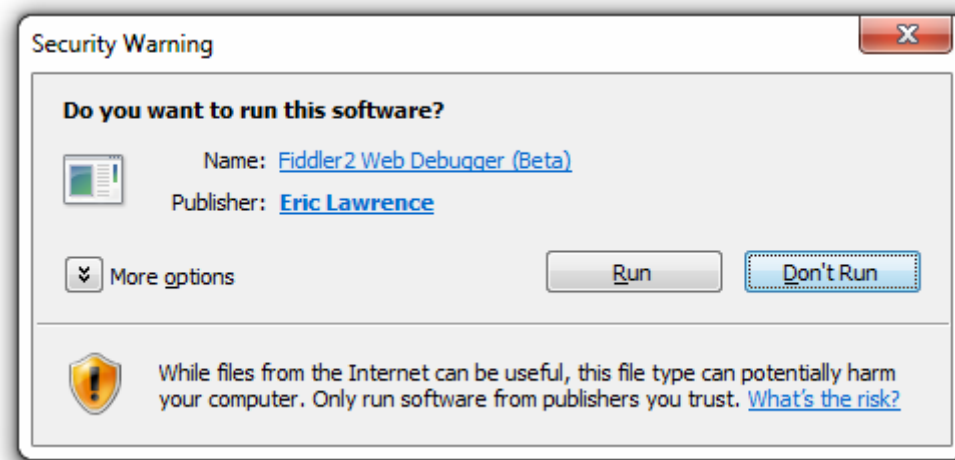 Security Warning
Do you want to run this software?
Name: Fiddler2 Web Debugger (Beta)
Publisher: Eric Lawrence
More options
Run
Don't Run
While files from the Internet can be useful, this file type can potentially harm
your computer. Only run software from publishers you trust. What's the risk?